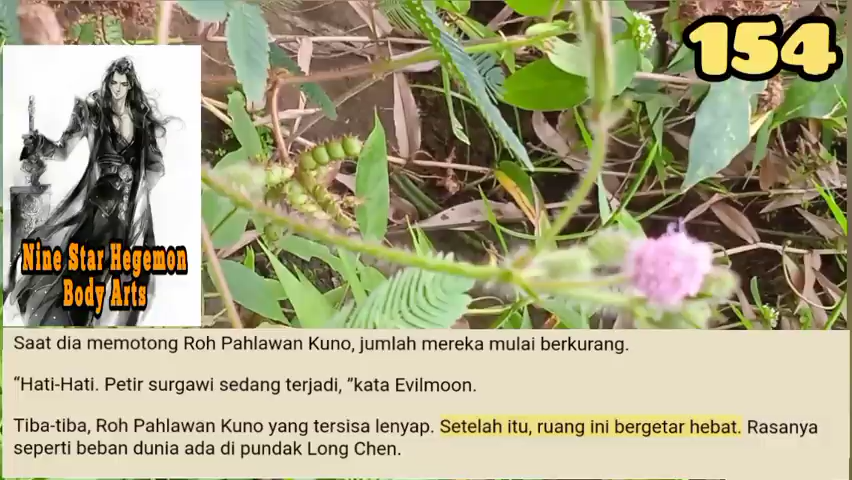 154
Nine Star Hegemon
Body Arts
Saat dia memotong Roh Pahlawan Kuno, jumlah mereka mulai berkurang.
“Hati-Hati. Petir surgawi sedang terjadi, ”kata Evilmoon.
Tiba-tiba, Roh Pahlawan Kuno yang tersisa lenyap. Setelah itu, ruang ini bergetar hebat. Rasanya
seperti beban dunia ada di pundak Long Chen.